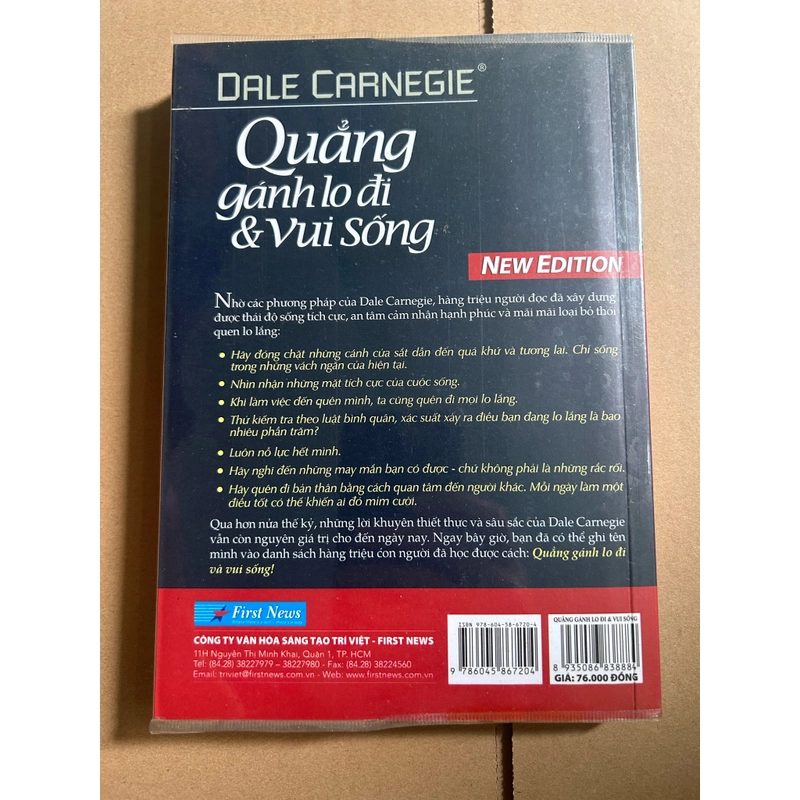 DALE CARNEGIE®
Quẳng
gánh lo đi
& vui sống
NEW EDITION
Nhờ các phương pháp của Dale Carnegie, hàng triệu người đọc đã xây dựng
được thái độ sống tích cực, an tâm cảm nhận hạnh phúc và mãi mãi loại bỏ thói
quen lo lắng:
• Hãy đóng chặt những cánh cửa sắt dẫn đến quá khứ và tương lai. Chỉ sống
trong những vách ngăn của hiện tại.
• Nhìn nhận những mặt tích cực của cuộc sống.
• Khi làm việc đến quên mình, ta cũng quên đi mọi lo lắng.
• Thử kiểm tra theo luật bình quân, xác suất xảy ra điều bạn đang lo lắng là bao
nhiêu phần trăm?
• Luôn nỗ lực hết mình.
• Hãy nghĩ đến những may mắn bạn có được - chứ không phải là những rắc rối.
• Hãy quên đi bản thân bằng cách quan tâm đến người khác. Mỗi ngày làm một
điều tốt có thể khiến ai đó mỉm cười.
Qua hơn nửa thế kỷ, những lời khuyên thiết thực và sâu sắc của Dale Carnegie
vẫn còn nguyên giá trị cho đến ngày nay. Ngay bây giờ, bạn đã có thể ghi tên
mình vào danh sách hàng triệu con người đã học được cách: Quẳng gánh lo đi
và vui sống!
First News
CÔNG TY VĂN HÓA SÁNG TẠO TRÍ VIỆT - FIRST NEWS
11H Nguyễn Thị Minh Khai, Quận 1, TP. HCM
Tel: (84.28) 38227979 – 38227980 - Fax: (84.28) 38224560
Email: triviet@firstnews.com.vn - Web: www.firstnews.com.vn
ISBN 978-604-58-6720-4
9 786045 867204
QUẲNG GÁNH LO ĐI & VUI SỐNG
8 935086 838884
GIÁ: 76.000 ĐỒNG